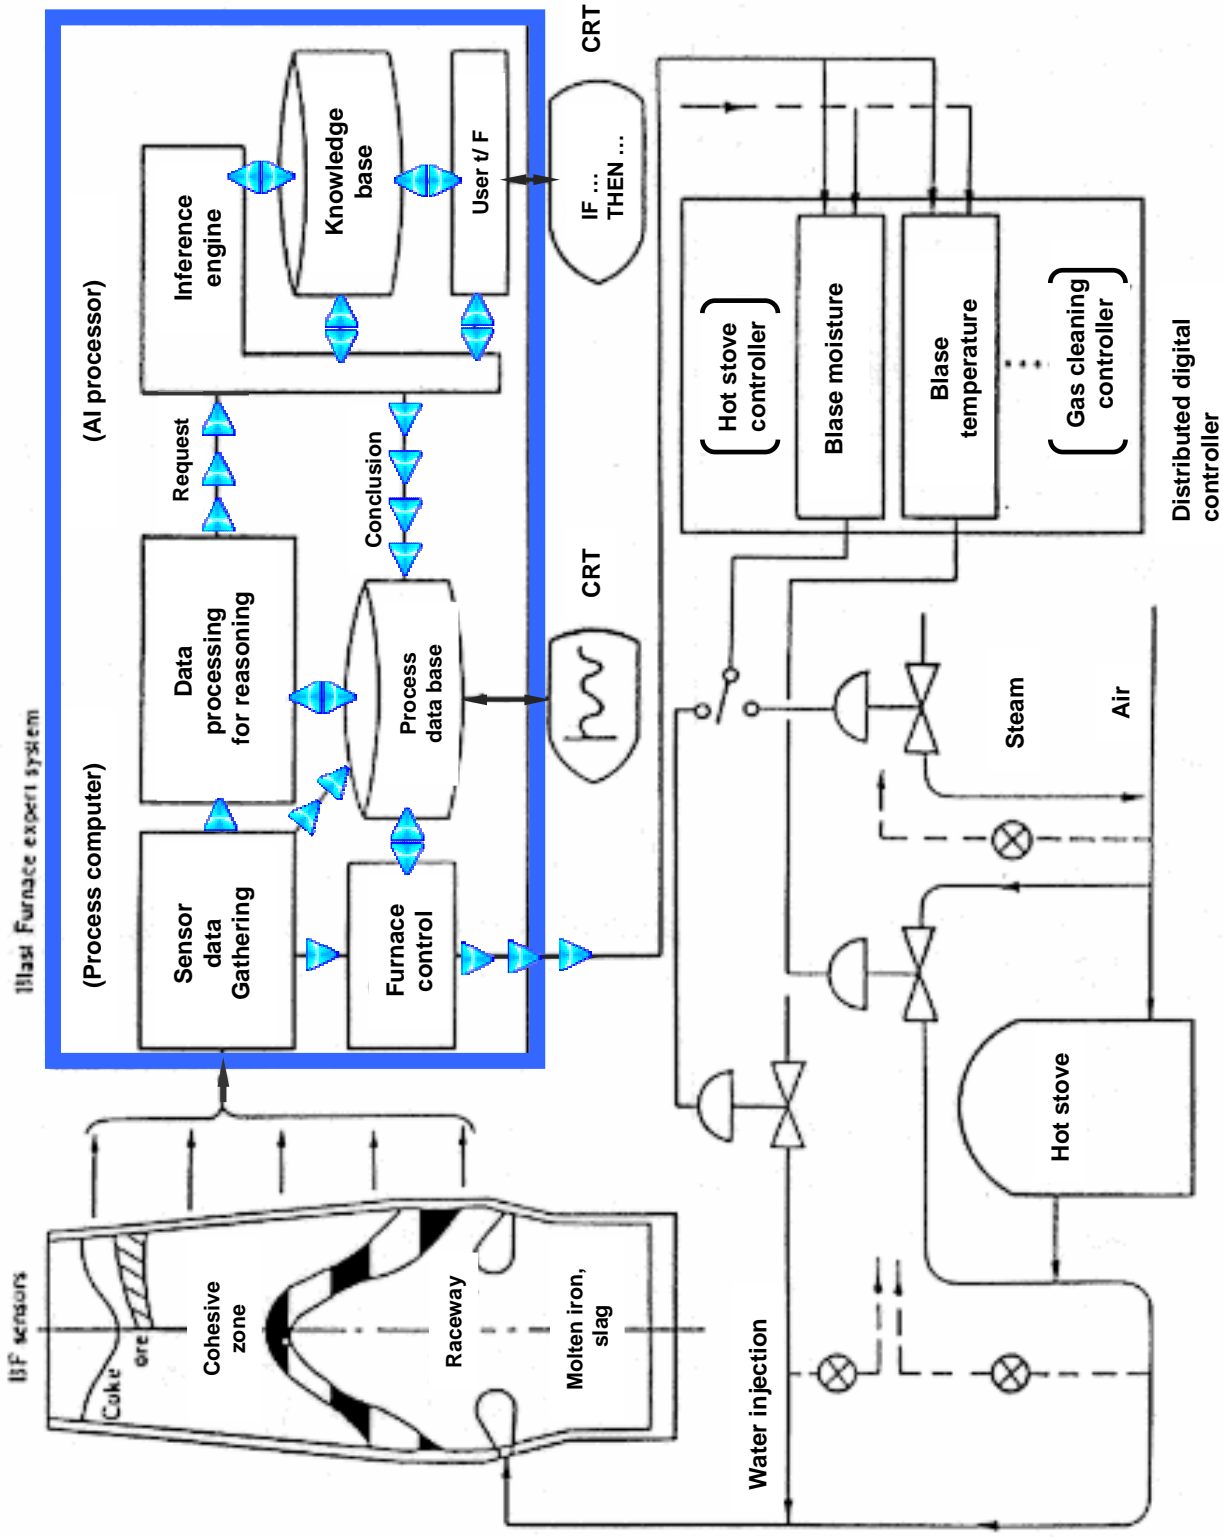 BF sensors
Blast Furnace expert system
(Process computer)
(AI processor)
Coke
ore
Cohesive
zone
Raceway
Molten iron,
slag
Sensor
data
Gathering
Data
processing
for reasoning
Request
Inference
engine
Furnace
control
Process
data base
Conclusion
Knowledge
base
User t/ F
CRT
IF ...
THEN ...
CRT
Water injection
Hot stove
Steam
Air
Hot stove
controller
Blase moisture
Blase
temperature
Gas cleaning
controller
Distributed digital
controller